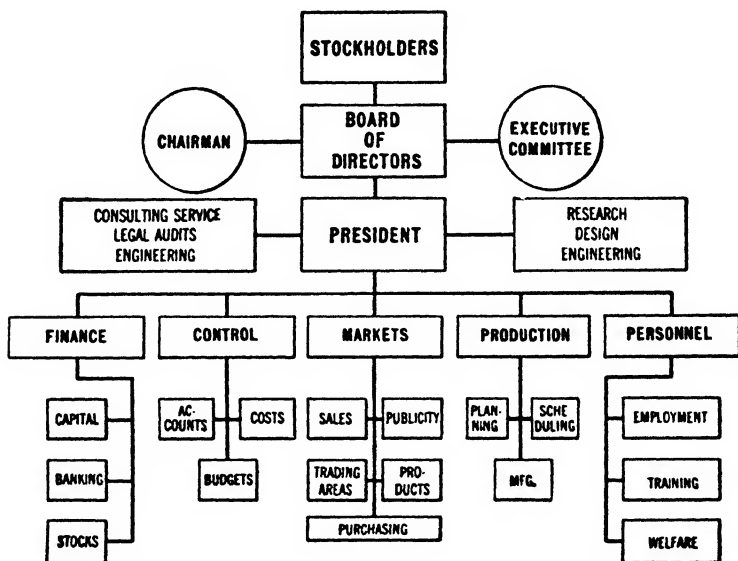 STOCKHOLDERS
CHAIRMAN
BOARD
OF
DIRECTORS
EXECUTIVE
COMMITTEE
CONSULTING SERVICE
LEGAL AUDITS
ENGINEERING
PRESIDENT
RESEARCH
DESIGN
ENGINEERING
FINANCE
CONTROL
MARKETS
PRODUCTION
PERSONNEL
CAPITAL
BANKING
STOCKS
AC-
COUNTS
COSTS
BUDGETS
SALES
PUBLICITY
TRADING
AREAS
PRO-
DUCTS
PURCHASING
PLAN-
NING
SCHE
DULING
MFG.
EMPLOYMENT
TRAINING
WELFARE